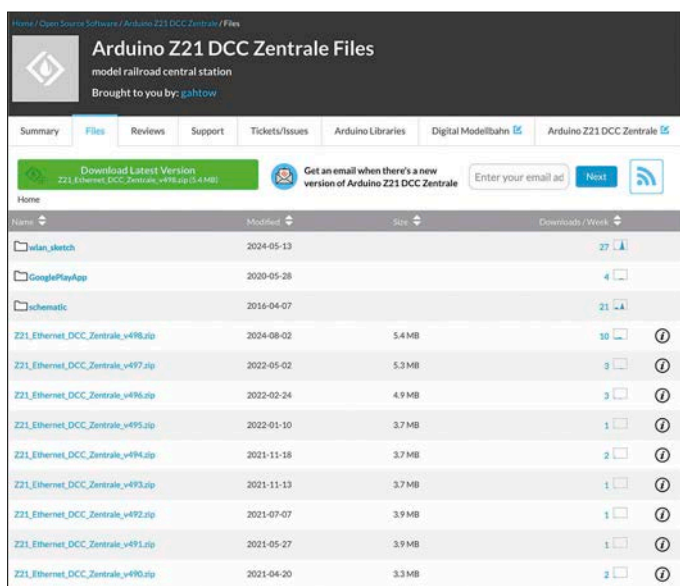 Home / Open Source Software / Arduino Z21 DCC Zentrale / Files
Arduino Z21 DCC Zentrale Files
model railroad central station
Brought to you by: gahtow
Summary Files Reviews Support Tickets/Issues Arduino Libraries Digital Modellbahn Arduino Z21 DCC Zentrale
Download Latest Version
Z21_Ethernet_DCC_Zentrale_v498.zip (5.4 MB)
Get an email when there's a new
version of Arduino Z21 DCC Zentrale
Enter your email ad
Next
Home
Name Modified Size Downloads / Week
wlan_sketch 2024-05-13 27
GooglePlayApp 2020-05-28 4
schematic 2016-04-07 21
Z21_Ethernet_DCC_Zentrale_v498.zip 2024-08-02 5.4 MB 10
Z21_Ethernet_DCC_Zentrale_v497.zip 2022-05-02 5.3 MB 3
Z21_Ethernet_DCC_Zentrale_v496.zip 2022-02-24 4.9 MB 3
Z21_Ethernet_DCC_Zentrale_v495.zip 2022-01-10 3.7 MB 1
Z21_Ethernet_DCC_Zentrale_v494.zip 2021-11-18 3.7 MB 2
Z21_Ethernet_DCC_Zentrale_v493.zip 2021-11-13 3.7 MB 1
Z21_Ethernet_DCC_Zentrale_v492.zip 2021-07-07 3.9 MB 1
Z21_Ethernet_DCC_Zentrale_v491.zip 2021-05-27 3.9 MB 1
Z21_Ethernet_DCC_Zentrale_v490.zip 2021-04-20 3.3 MB 2